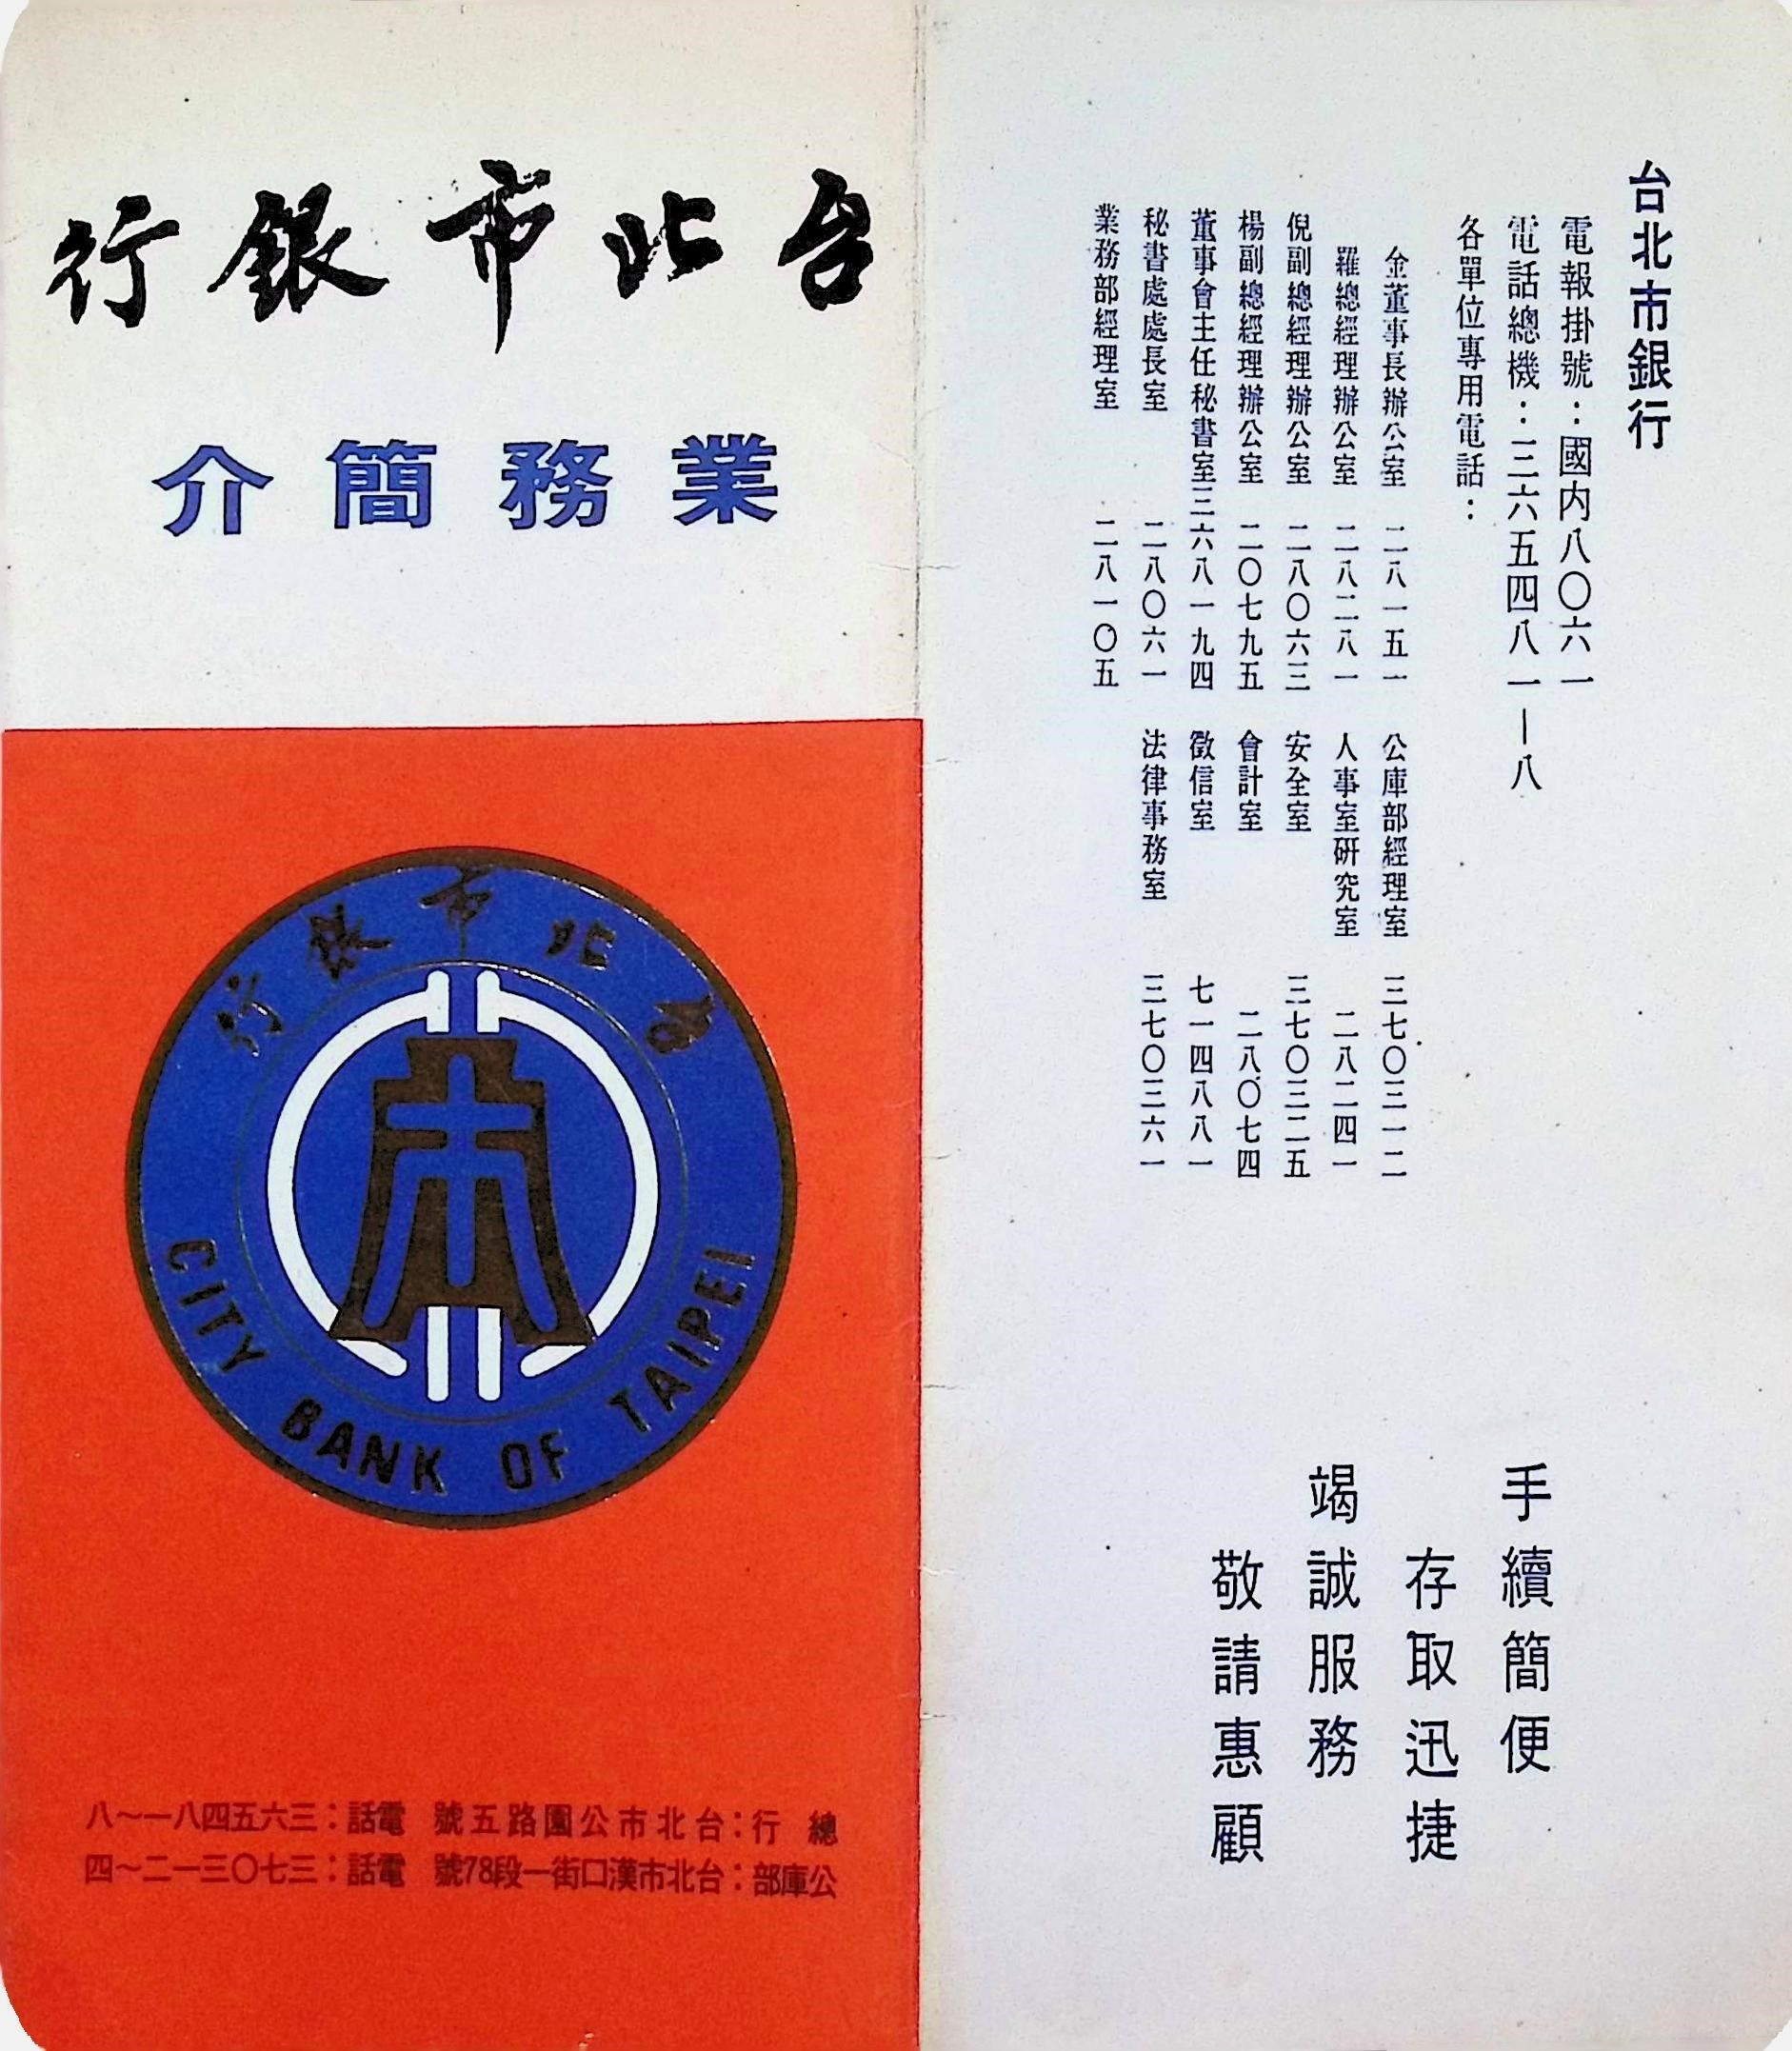 台北市銀行
業務簡介
台北市銀行
CITY BANK OF TAIPEI
總行：台北市公園路五號 電話：三六五四八一～八
公庫部：台北市漢口街一段78號 電話：三七〇三一二～四
台北市銀行
電報掛號：國内八〇六一
電話總機：三六五四八一—八
各單位專用電話：
金董事長辦公室 二八一五一
羅總經理辦公室 二八二八一
倪副總經理辦公室 二八〇六三
楊副總經理辦公室 二〇七九五
董事會主任秘書室三六八一九四
秘書處處長室 二八〇六一
業務部經理室 二八一〇五
公庫部經理室 三七〇三一二
人事室研究室 二八二四一
安全室 三七〇三二五
會計室 二八〇七四
徵信室 七一四八八一
法律事務室 三七〇三六一
手續簡便
存取迅捷
竭誠服務
敬請惠顧